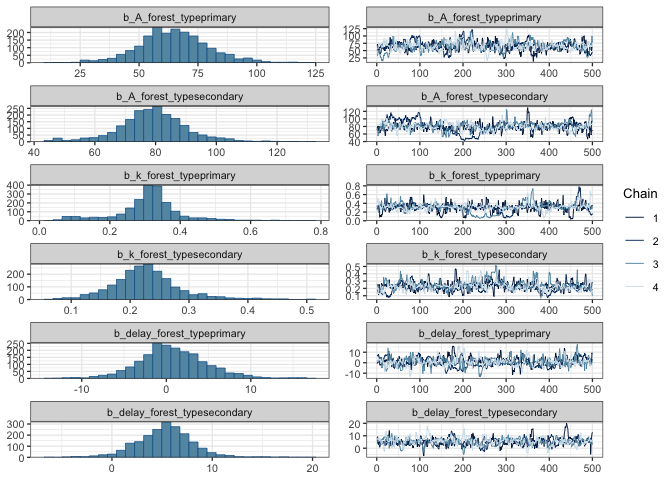 b_A_forest_typeprimary
200
150
100
50
0
25 50 75 100 125
b_A_forest_typeprimary
125
100
75
50
25
0 100 200 300 400 500
b_A_forest_typesecondary
250
200
150
100
50
0
40 60 80 100 120
b_A_forest_typesecondary
120
100
80
60
40
0 100 200 300 400 500
b_k_forest_typeprimary
400
300
200
100
0
0.0 0.2 0.4 0.6 0.8
b_k_forest_typeprimary
0.8
0.6
0.4
0.2
0.0
0 100 200 300 400 500
b_k_forest_typesecondary
200
100
0
0.1 0.2 0.3 0.4 0.5
b_k_forest_typesecondary
0.5
0.4
0.3
0.2
0.1
0 100 200 300 400 500
b_delay_forest_typeprimary
250
200
150
100
50
0
-10 0 10
b_delay_forest_typeprimary
10
0
-10
0 100 200 300 400 500
b_delay_forest_typesecondary
300
200
100
0
0 10 20
b_delay_forest_typesecondary
20
10
0
0 100 200 300 400 500
Chain
1
2
3
4